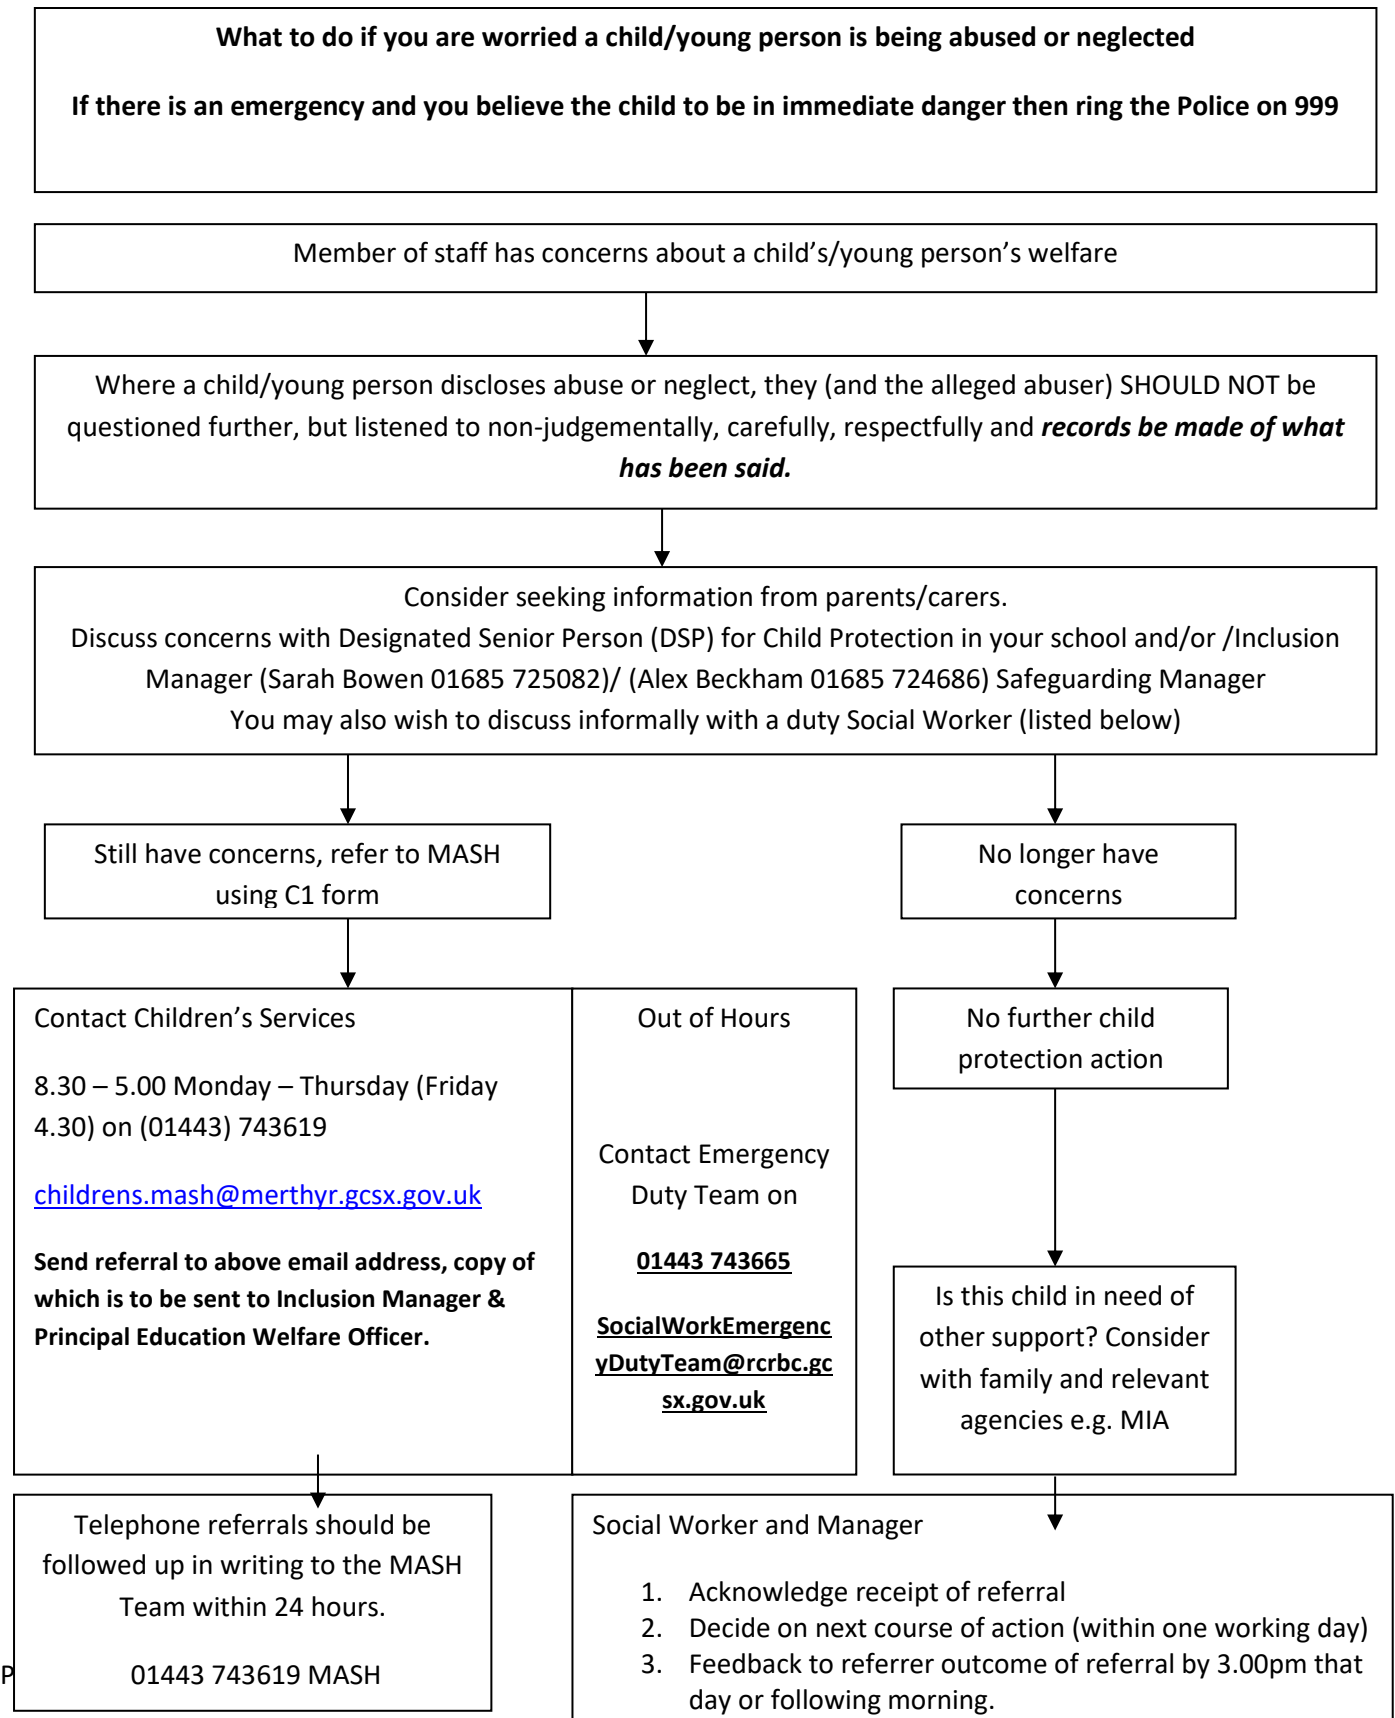 What to do if you are worried a child/young person is being abused or neglected
If there is an emergency and you believe the child to be in immediate danger then ring the Police on 999
Member of staff has concerns about a child’s/young person’s welfare
Where a child/young person discloses abuse or neglect, they (and the alleged abuser) SHOULD NOT be
questioned further, but listened to non-judgementally, carefully, respectfully and records be made of what
has been said.
Consider seeking information from parents/carers.
Discuss concerns with Designated Senior Person (DSP) for Child Protection in your school and/or /Inclusion
Manager (Sarah Bowen 01685 725082)/ (Alex Beckham 01685 724686) Safeguarding Manager
You may also wish to discuss informally with a duty Social Worker (listed below)
Still have concerns, refer to MASH
using C1 form
No longer have
concerns
Contact Children’s Services
8.30 – 5.00 Monday – Thursday (Friday
4.30) on (01443) 743619
childrens.mash@merthyr.gcsx.gov.uk
Send referral to above email address, copy of
which is to be sent to Inclusion Manager &
Principal Education Welfare Officer.
Out of Hours
Contact Emergency
Duty Team on
01443 743665
SocialWorkEmergenc
yDutyTeam@rcrbc.gc
sx.gov.uk
No further child
protection action
Is this child in need of
other support? Consider
with family and relevant
agencies e.g. MIA
Telephone referrals should be
followed up in writing to the MASH
Team within 24 hours.
P
01443 743619 MASH
Social Worker and Manager
1. Acknowledge receipt of referral
2. Decide on next course of action (within one working day)
3. Feedback to referrer outcome of referral by 3.00pm that
day or following morning.